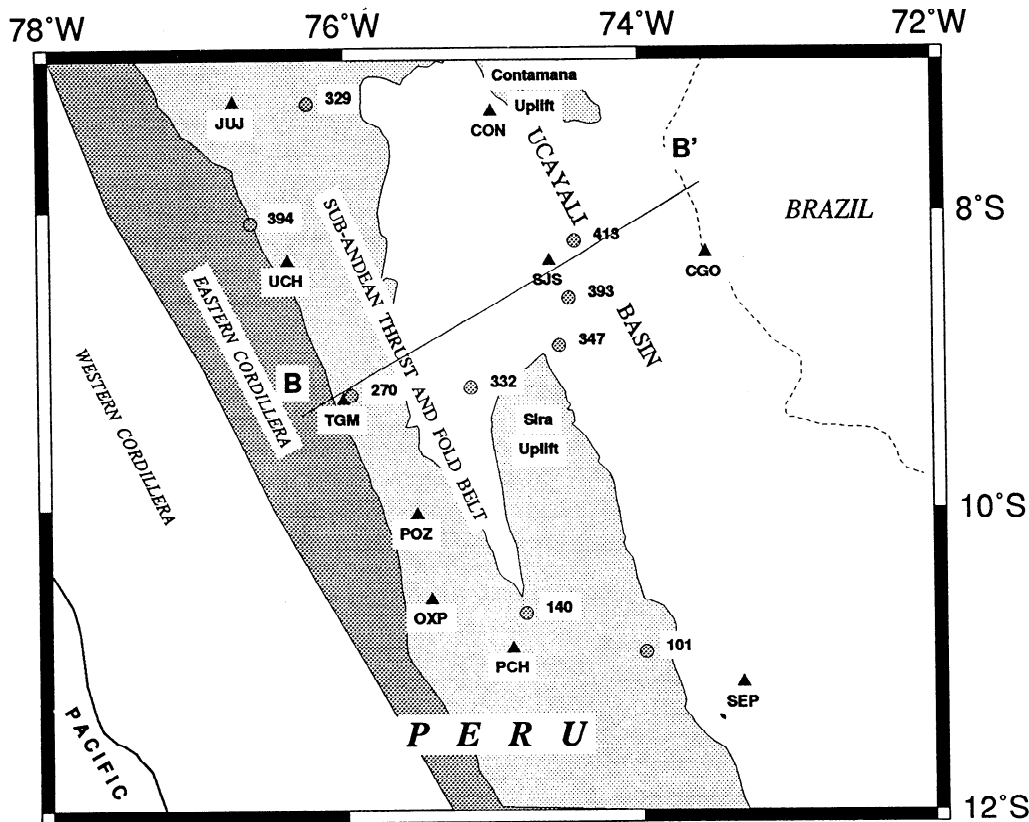 78°W
76°W
74°W
72°W
Contamana
Uplift
JUJ
329
CON
UCAYALI
B'
BRAZIL
8°S
394
SUB-ANDEAN THRUST AND FOLD BELT
413
UCH
SJS
CGO
393
EASTERN CORDILLERA
BASIN
347
B
270
332
TGM
WESTERN CORDILLERA
Sira
Uplift
10°S
POZ
OXP
140
101
PCH
SEP
PERU
PACIFIC
12°S